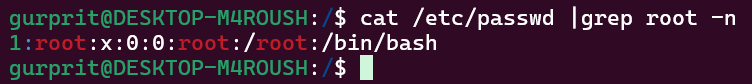 gurprit@DESKTOP-M4ROUSH:/$ cat /etc/passwd |grep root -n
1:root:x:0:0:root:/root:/bin/bash
gurprit@DESKTOP-M4ROUSH:/$